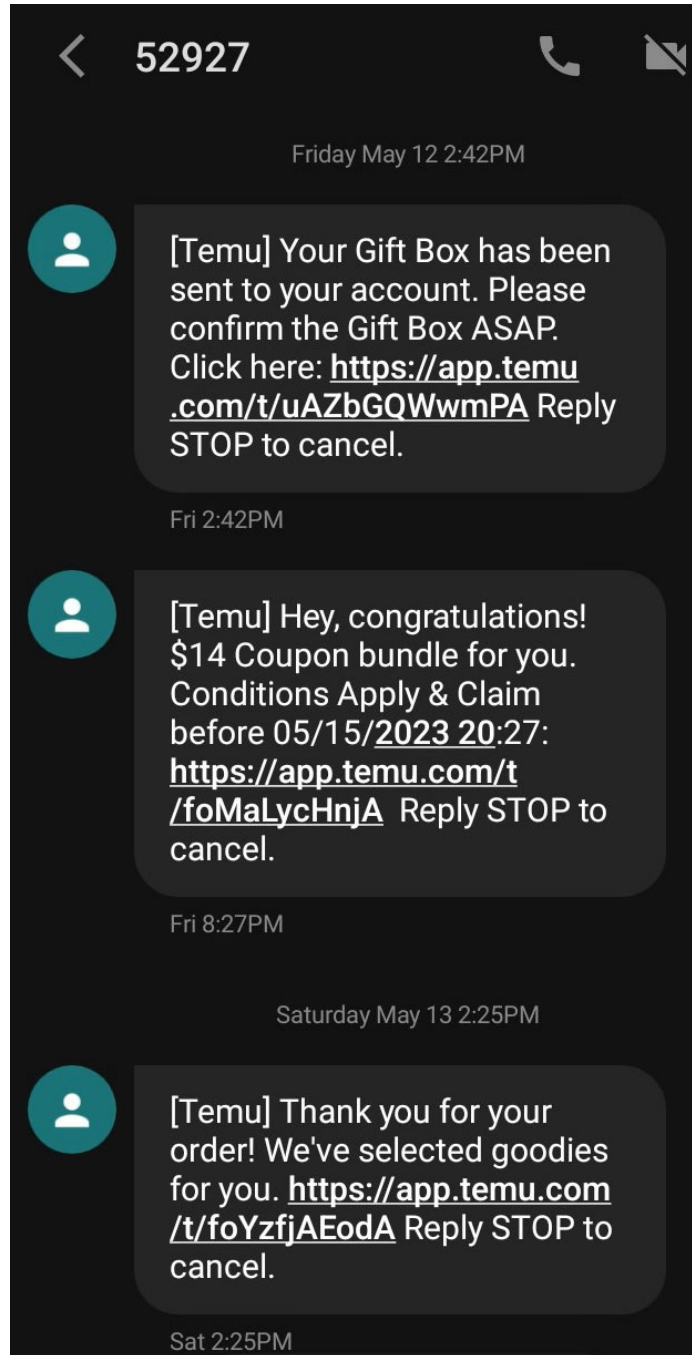 52927
Friday May 12 2:42PM
[Temu] Your Gift Box has been
sent to your account. Please
confirm the Gift Box ASAP.
Click here: https://app.temu
.com/t/uAZbGQWwmPA Reply
STOP to cancel.
Fri 2:42PM
[Temu] Hey, congratulations!
$14 Coupon bundle for you.
Conditions Apply & Claim
before 05/15/2023 20:27:
https://app.temu.com/t
/foMaLycHnjA  Reply STOP to
cancel.
Fri 8:27PM
Saturday May 13 2:25PM
[Temu] Thank you for your
order! We've selected goodies
for you. https://app.temu.com
/t/foYzfjAEodA Reply STOP to
cancel.
Sat 2:25PM